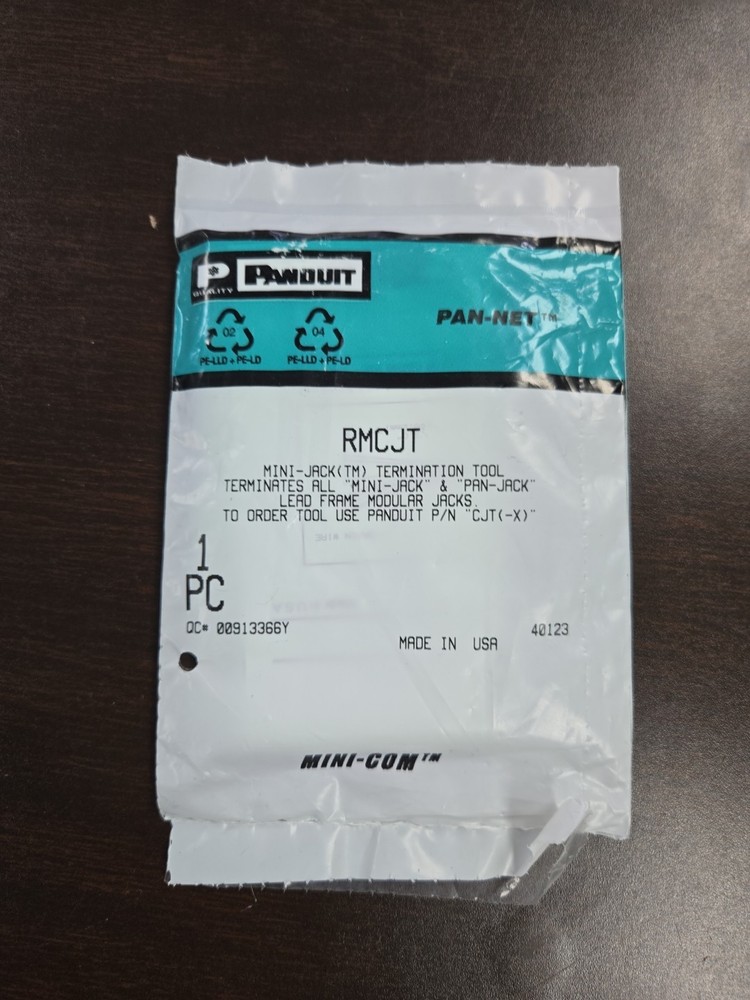 P
QUALITY
PANDUIT
PAN-NET™
02
04
PE-LLD + PE-LD
PE-LLD + PE-LD
RMCJT
MINI-JACK(TM) TERMINATION TOOL
TERMINATES ALL "MINI-JACK" & "PAN-JACK"
LEAD FRAME MODULAR JACKS.
TO ORDER TOOL USE PANDUIT P/N "CJT(-X)"
1
PC
QC# 00913366Y
40123
MADE IN USA
MINI-COM™